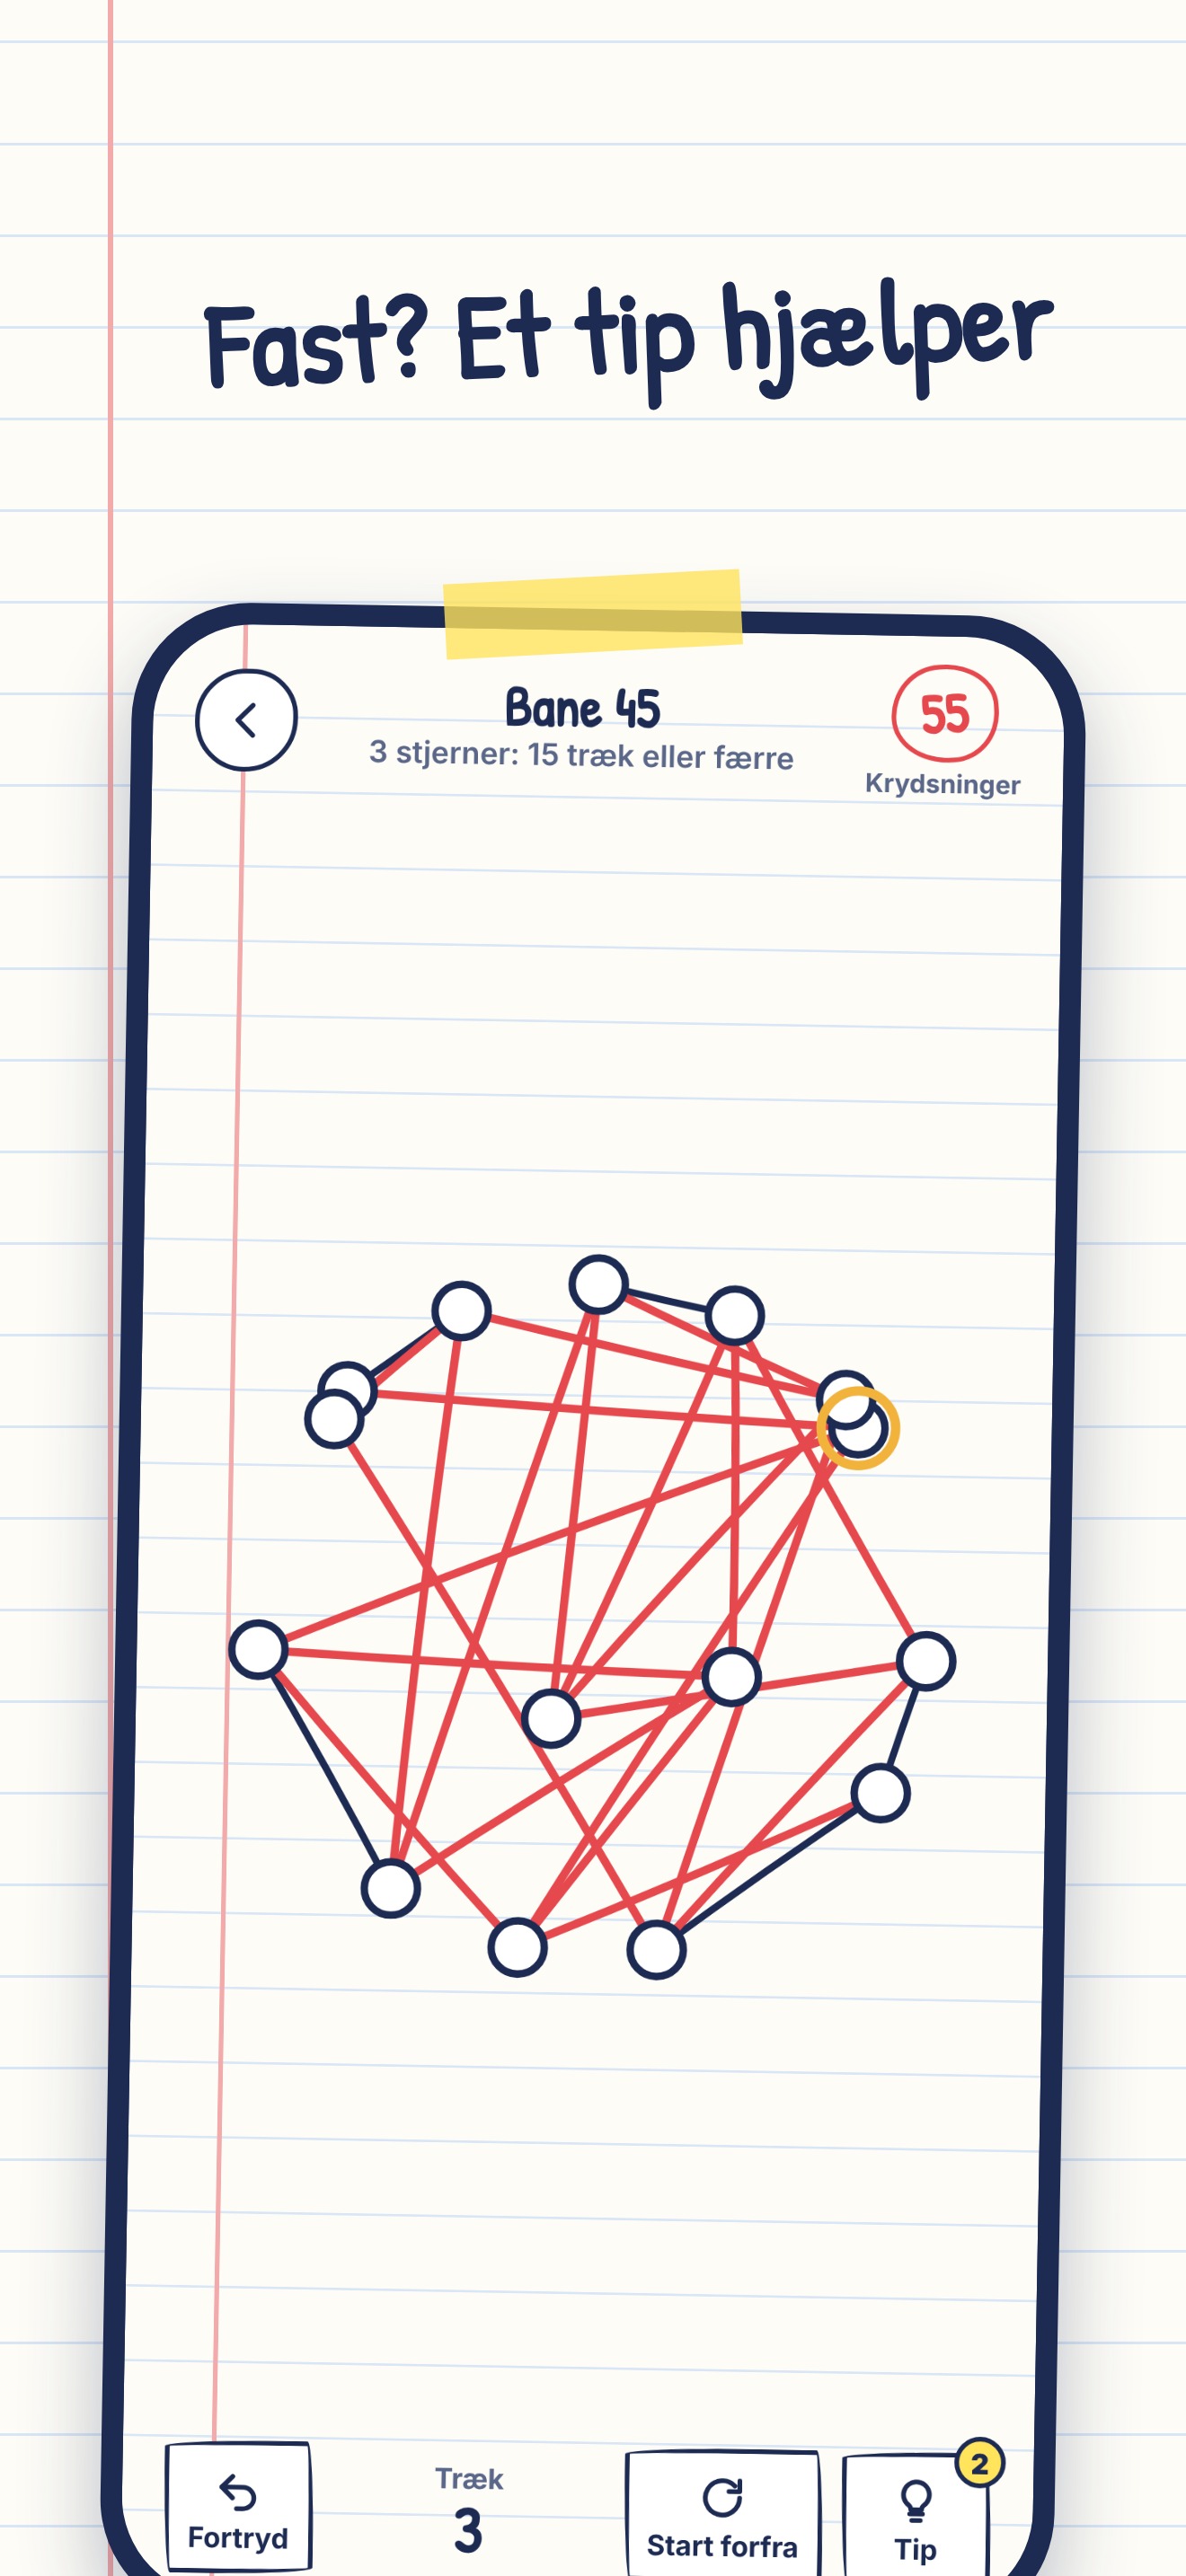 Fast? Et tip hjælper
Bane 45
3 stjerner: 15 træk eller færre
55
Krydsninger
Fortryd
Træk
3
Start forfra
2
Tip